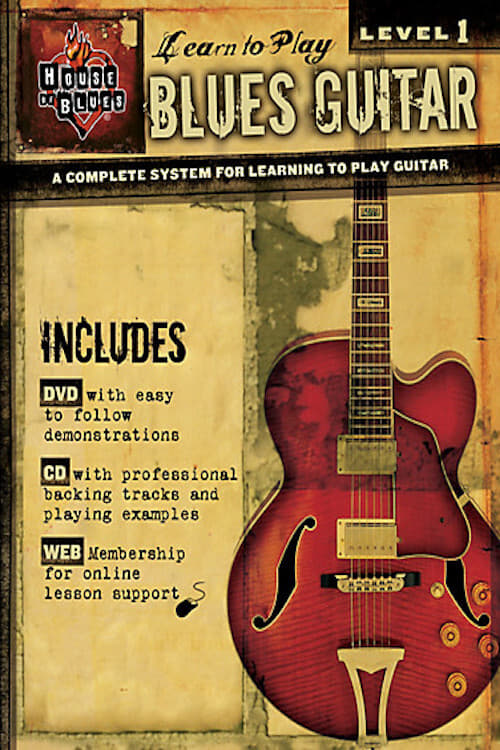 HOUSE
OF BLUES
Learn to Play
LEVEL 1
BLUES GUITAR
A COMPLETE SYSTEM FOR LEARNING TO PLAY GUITAR
INCLUDES
DVD with easy
to follow
demonstrations
CD with professional
backing tracks and
playing examples
WEB Membership
for online
lesson support